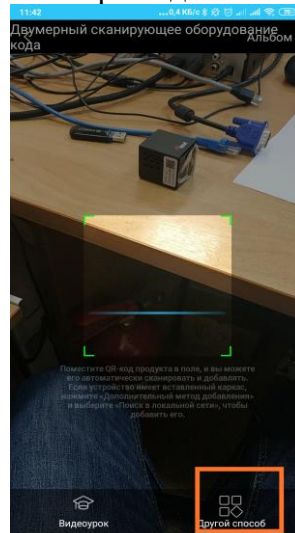 11:42
...0,4 КБ/с
Двумерный сканирующее оборудование
кода
Альбом
Поместите QR-код продукта в поле, и вы можете
его автоматически сканировать и добавлять.
Если устройство имеет вставленный каркас,
нажмите «Дополнительный метод добавления»
и выберите «Поиск в локальной сети», чтобы
добавить его.
Видеоурок
Другой способ